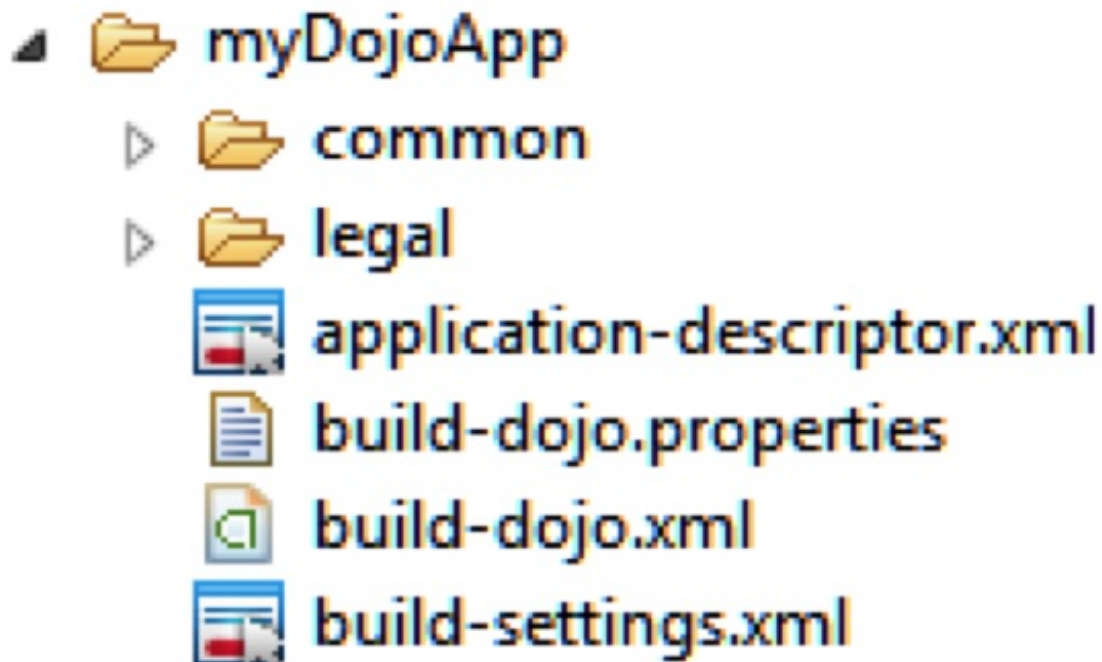 myDojoApp
common
legal
application-descriptor.xml
build-dojo.properties
build-dojo.xml
build-settings.xml